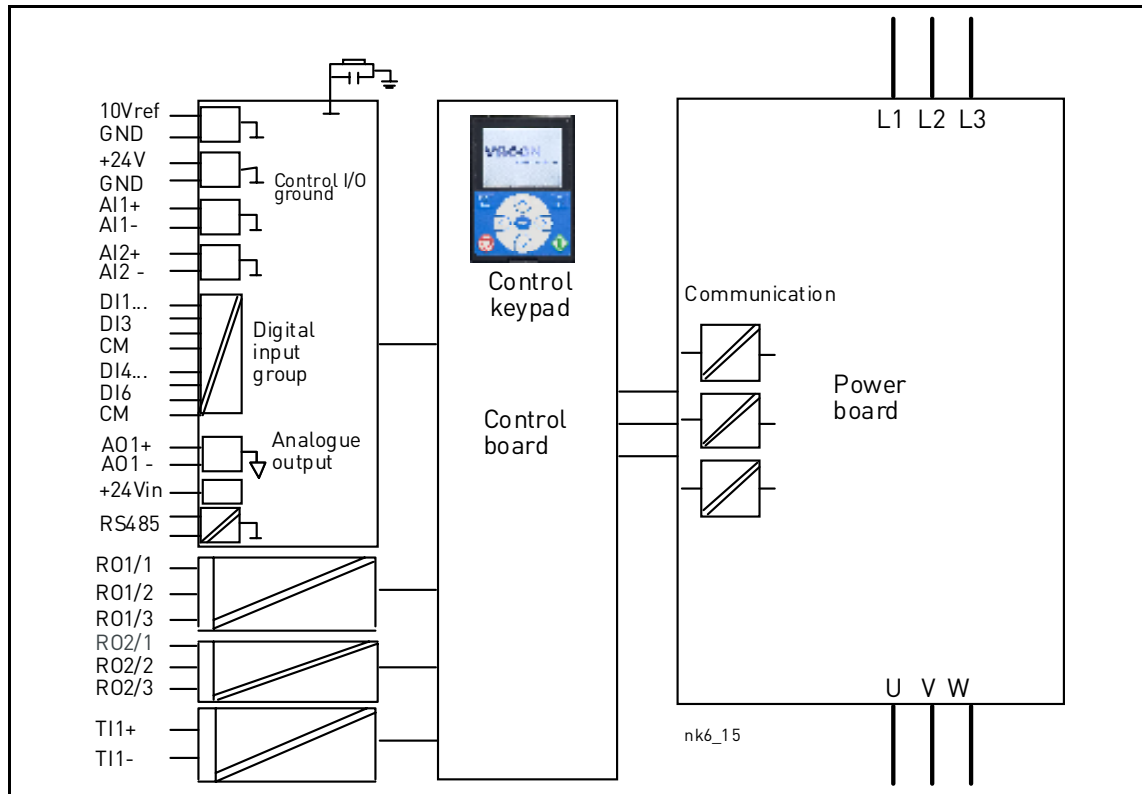 10Vref
GND
+24V
GND
AI1+
AI1-
AI2+
AI2 -
DI1...
DI3
CM
DI4...
DI6
CM
AO1+
AO1 -
+24Vin
RS485
Control I/O
ground
Digital
input
group
Analogue
output
RO1/1
RO1/2
RO1/3
RO2/1
RO2/2
RO2/3
TI1+
TI1-
VACON
Control
keypad
Control
board
L1 L2 L3
Communication
Power
board
U V W
nk6_15